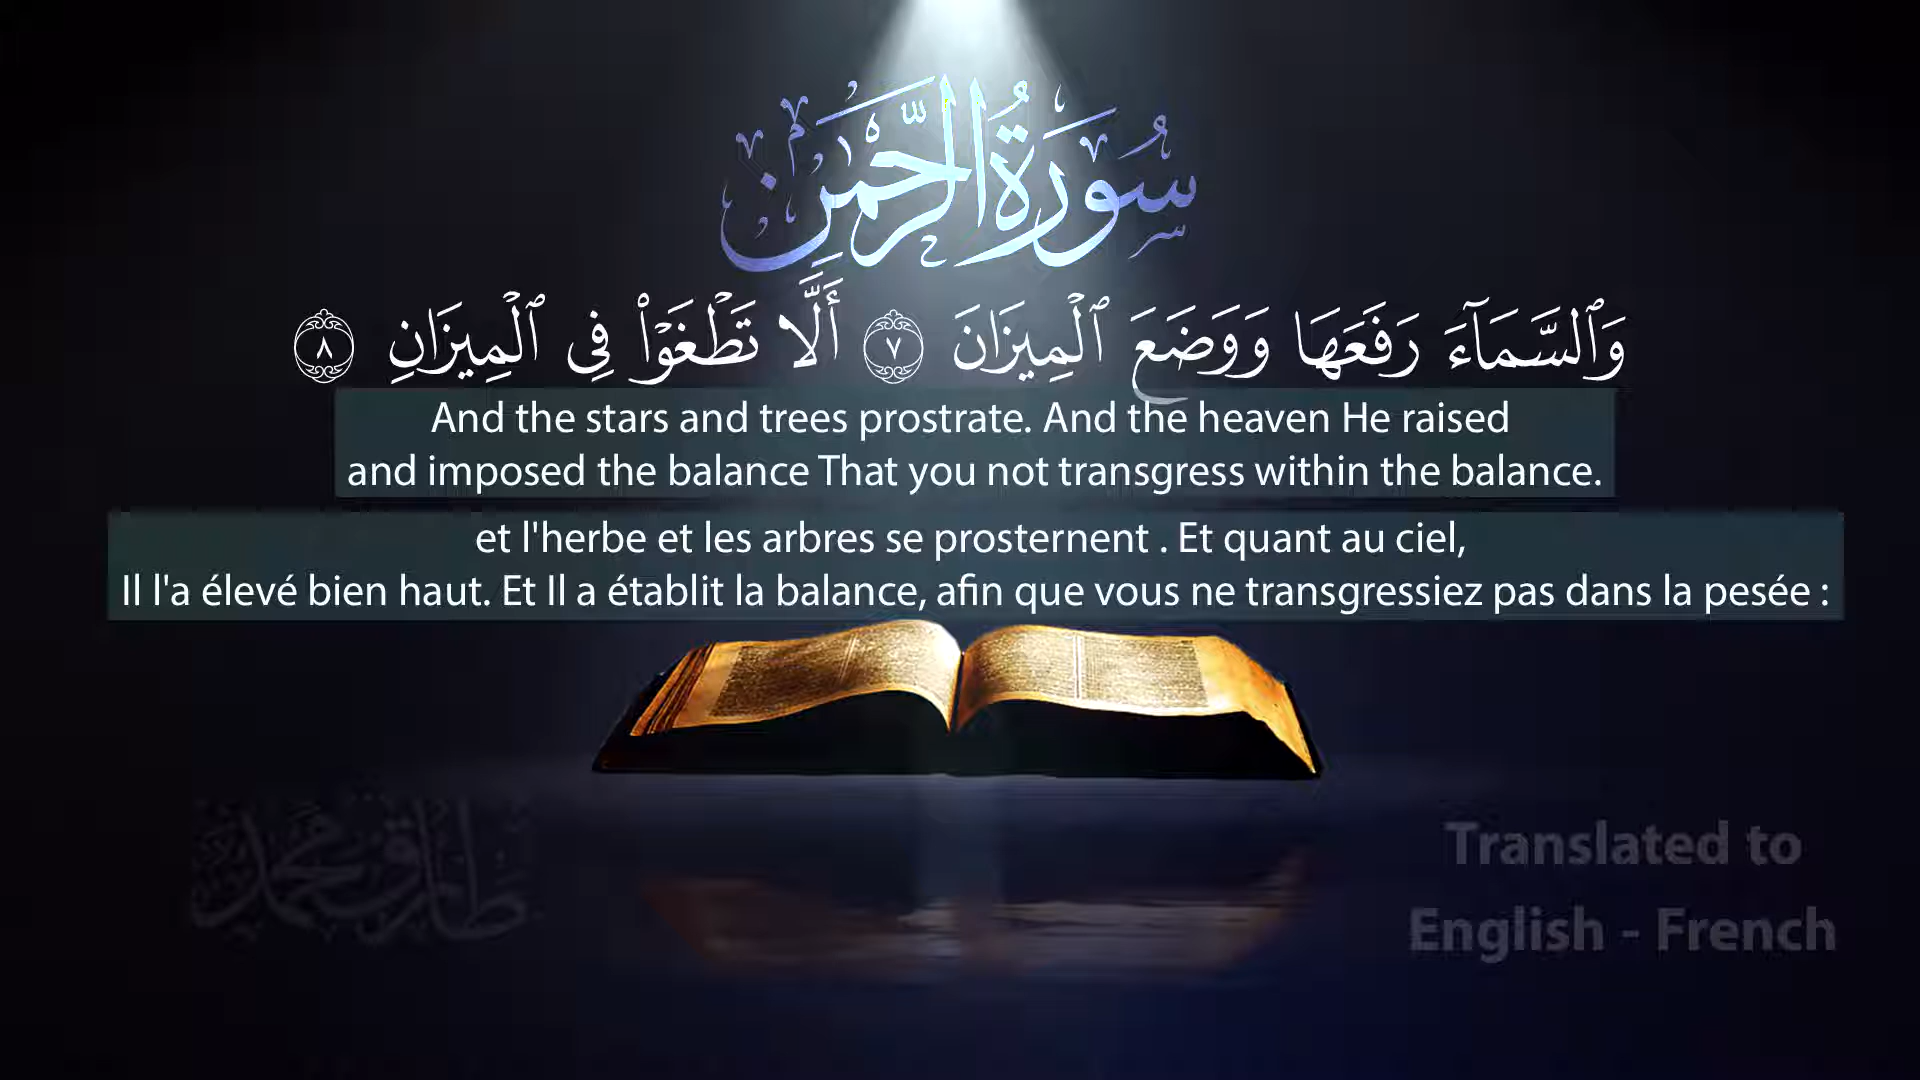 سُورَةُ الرَّحْمَٰنِ
وَٱلسَّمَآءَ رَفَعَهَا وَوَضَعَ ٱلْمِيزَانَ ٧ أَلَّا تَطْغَوْا۟ فِى ٱلْمِيزَانِ ٨
And the stars and trees prostrate. And the heaven He raised
and imposed the balance That you not transgress within the balance.
et l'herbe et les arbres se prosternent . Et quant au ciel,
Il l'a élevé bien haut. Et Il a établit la balance, afin que vous ne transgressiez pas dans la pesée :
طارق محمد
Translated to
English - French